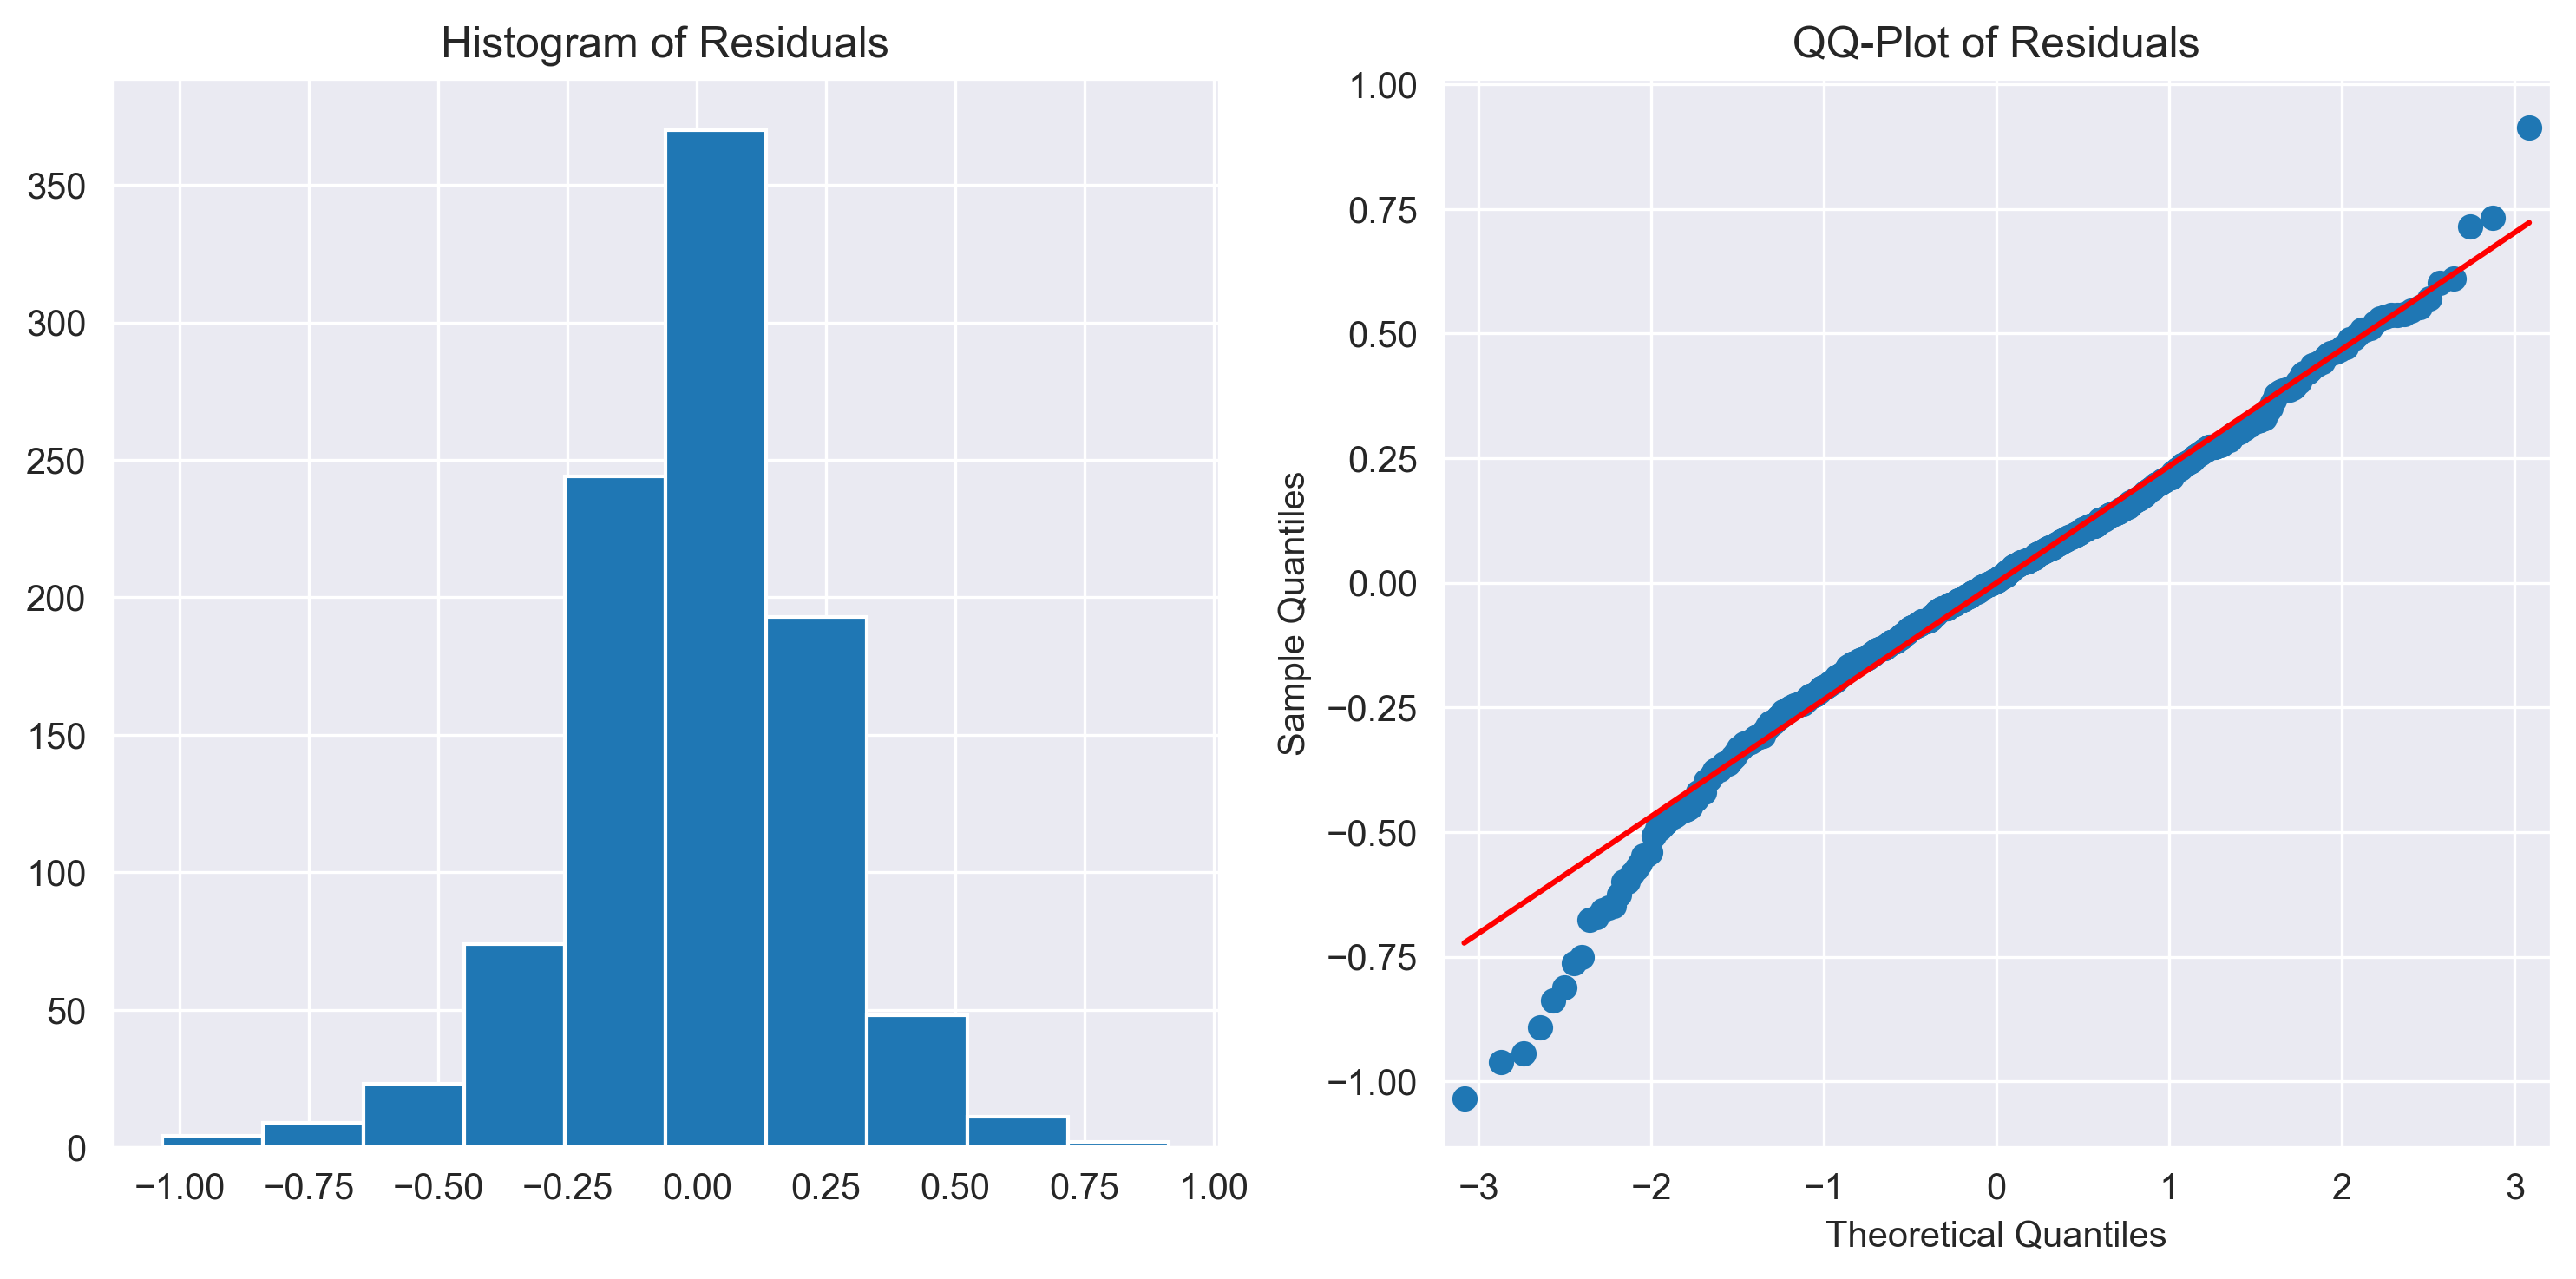 Histogram of Residuals
350
300
250
200
150
100
50
0
−1.00 −0.75 −0.50 −0.25 0.00 0.25 0.50 0.75 1.00
QQ-Plot of Residuals
1.00
0.75
0.50
0.25
0.00
−0.25
−0.50
−0.75
−1.00
Sample Quantiles
−3 −2 −1 0 1 2 3
Theoretical Quantiles